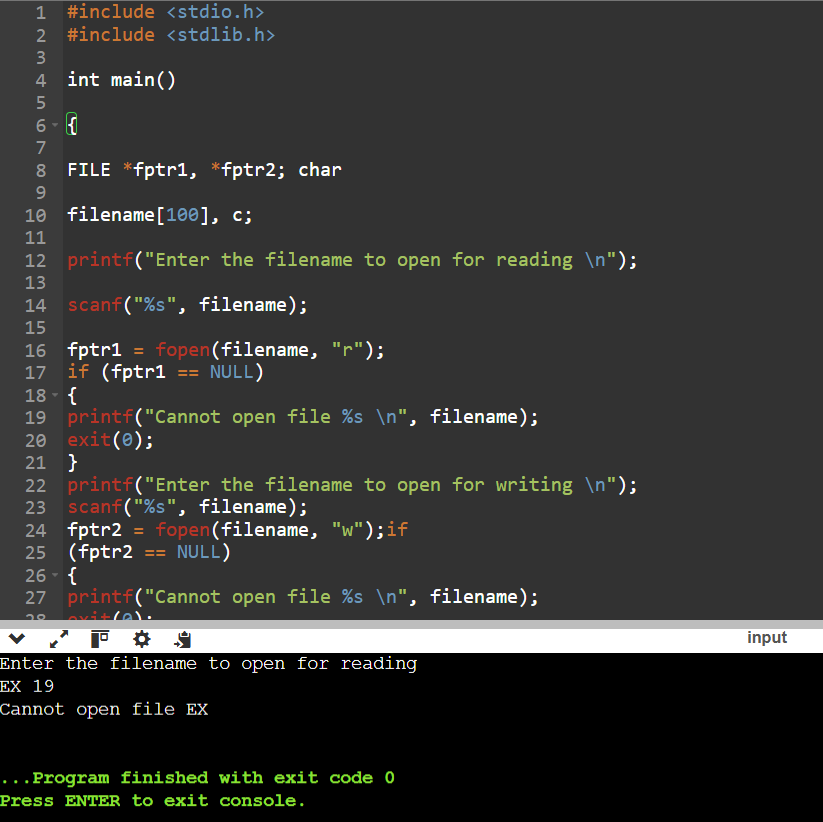 1 #include <stdio.h>
2 #include <stdlib.h>
3
4 int main()
5
6 {
7
8 FILE *fptr1, *fptr2; char
9
10 filename[100], c;
11
12 printf("Enter the filename to open for reading \n");
13
14 scanf("%s", filename);
15
16 fptr1 = fopen(filename, "r");
17 if (fptr1 == NULL)
18 {
19 printf("Cannot open file %s \n", filename);
20 exit(0);
21 }
22 printf("Enter the filename to open for writing \n");
23 scanf("%s", filename);
24 fptr2 = fopen(filename, "w");if
25 (fptr2 == NULL)
26 {
27 printf("Cannot open file %s \n", filename);
28 exit(0);
input
Enter the filename to open for reading
EX 19
Cannot open file EX
...Program finished with exit code 0
Press ENTER to exit console.